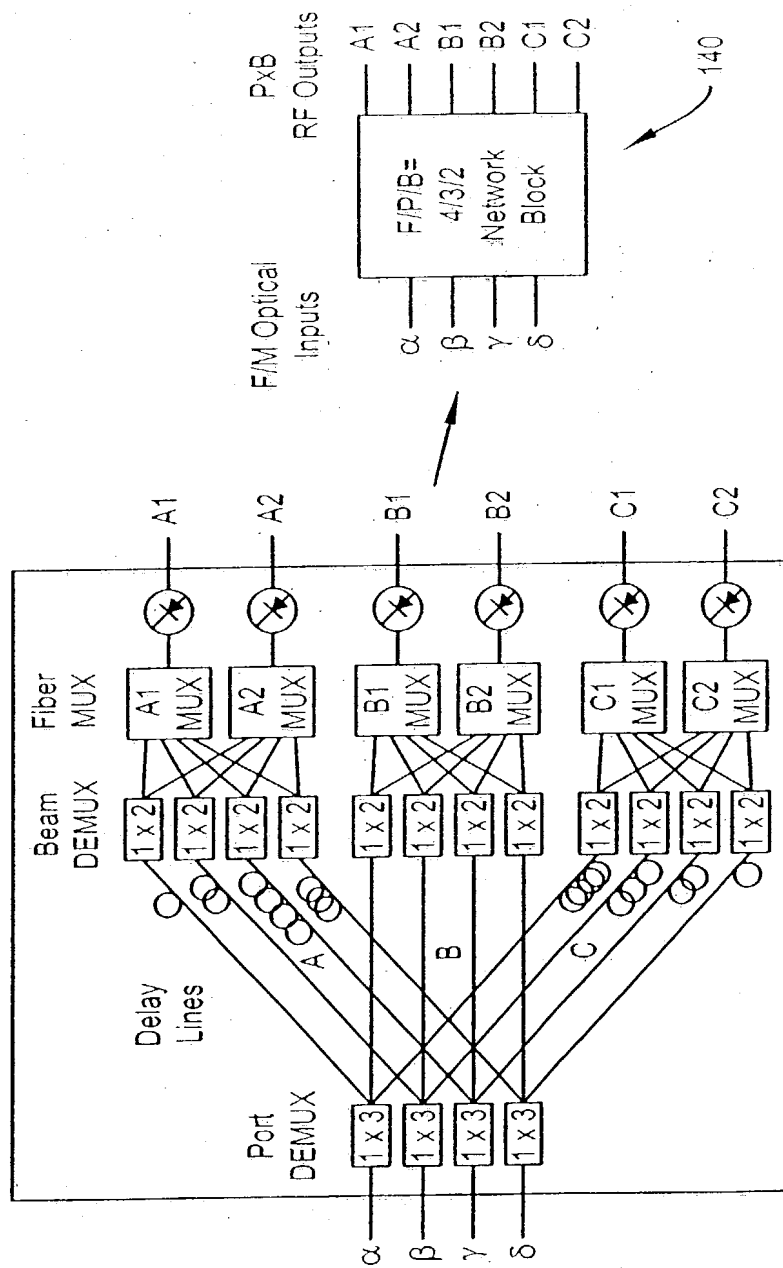 Port
DEMUX
Delay
Lines
Beam
DEMUX
Fiber
MUX
α
β
γ
δ
1 x 3
1 x 3
1 x 3
1 x 3
A
B
C
1 x 2
1 x 2
1 x 2
1 x 2
1 x 2
1 x 2
1 x 2
1 x 2
1 x 2
1 x 2
1 x 2
1 x 2
A1
MUX
A2
MUX
B1
MUX
B2
MUX
C1
MUX
C2
MUX
A1
A2
B1
B2
C1
C2
F/M Optical
Inputs
PxB
RF Outputs
α
β
γ
δ
F/P/B=
4/3/2
Network
Block
A1
A2
B1
B2
C1
C2
140